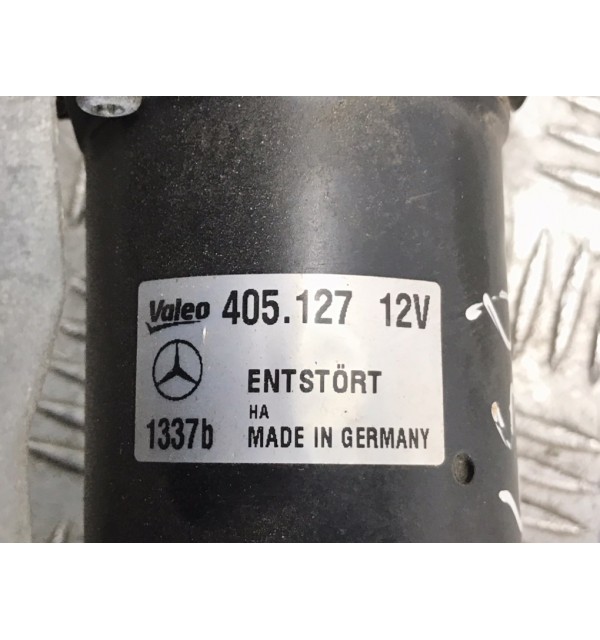 Valeo 405.127 12V
ENTSTÖRT
HA
1337b MADE IN GERMANY